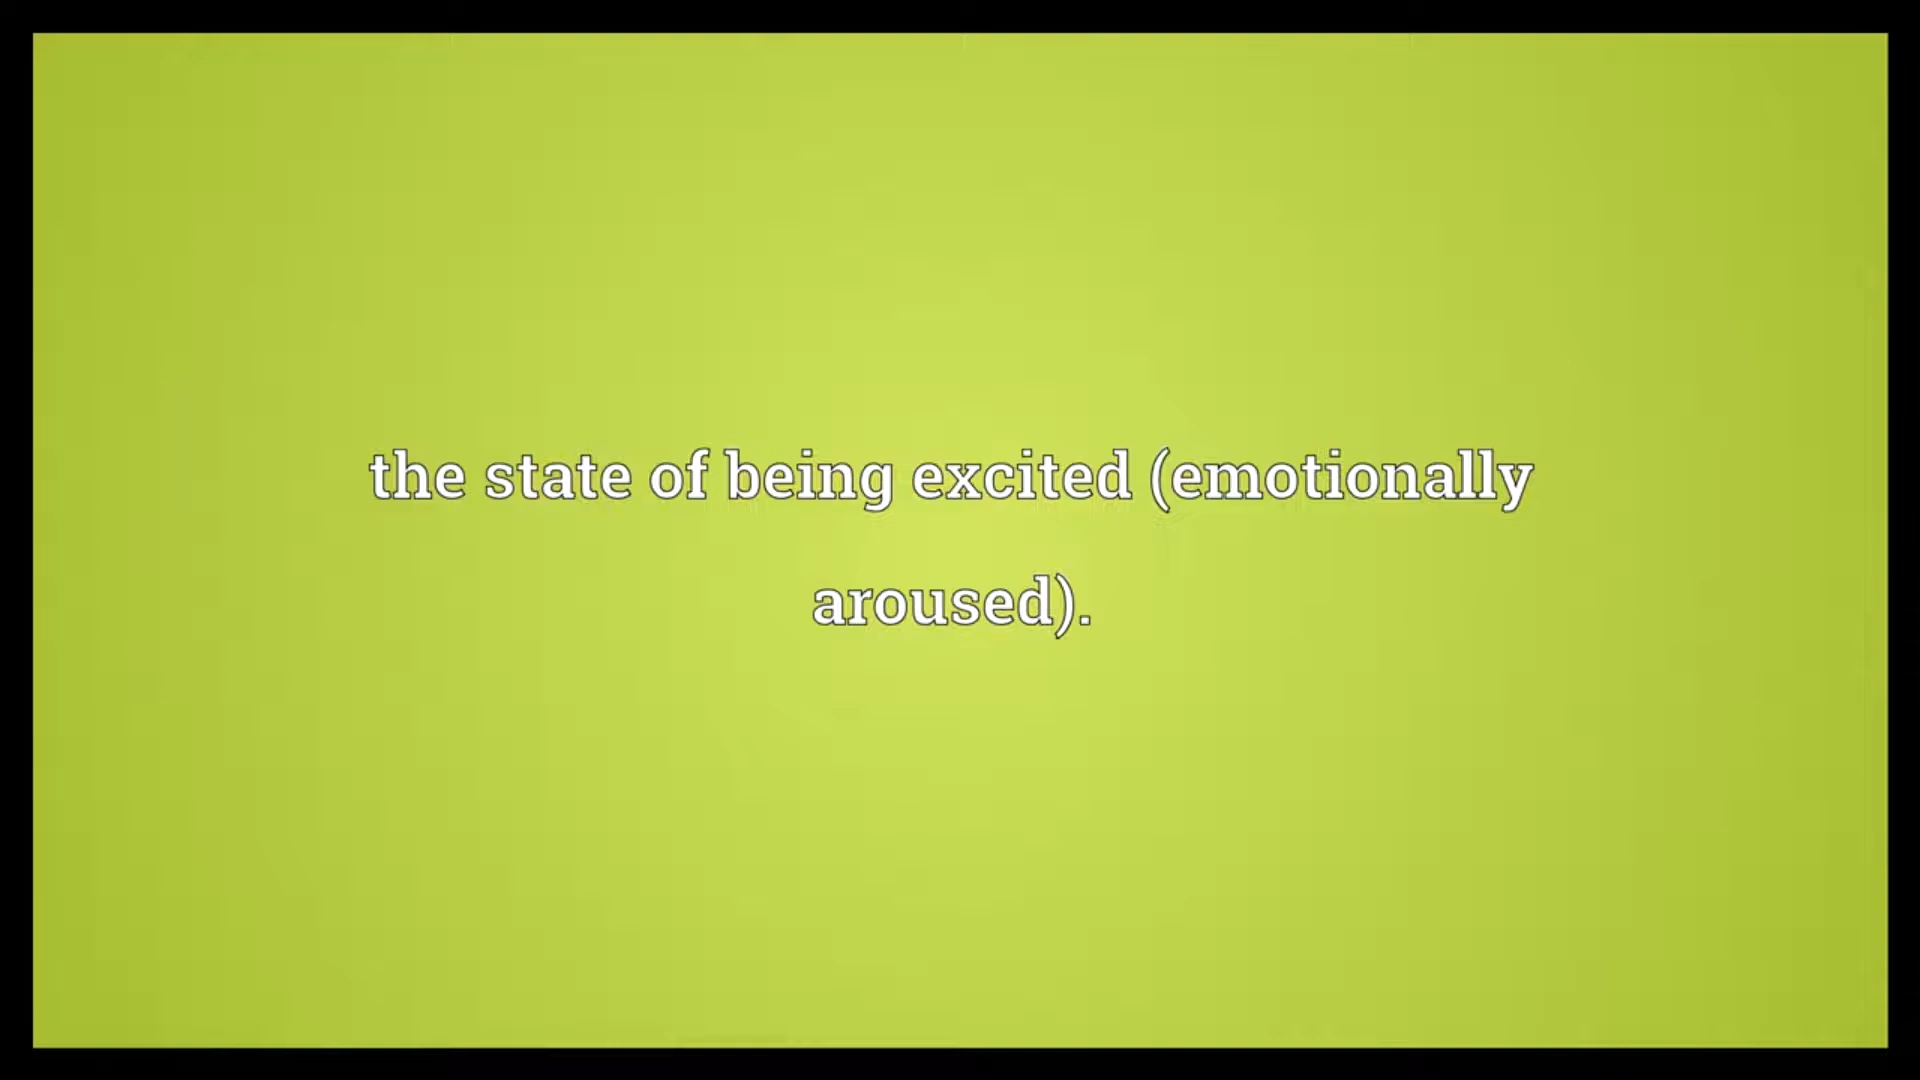 the state of being excited (emotionally
aroused).